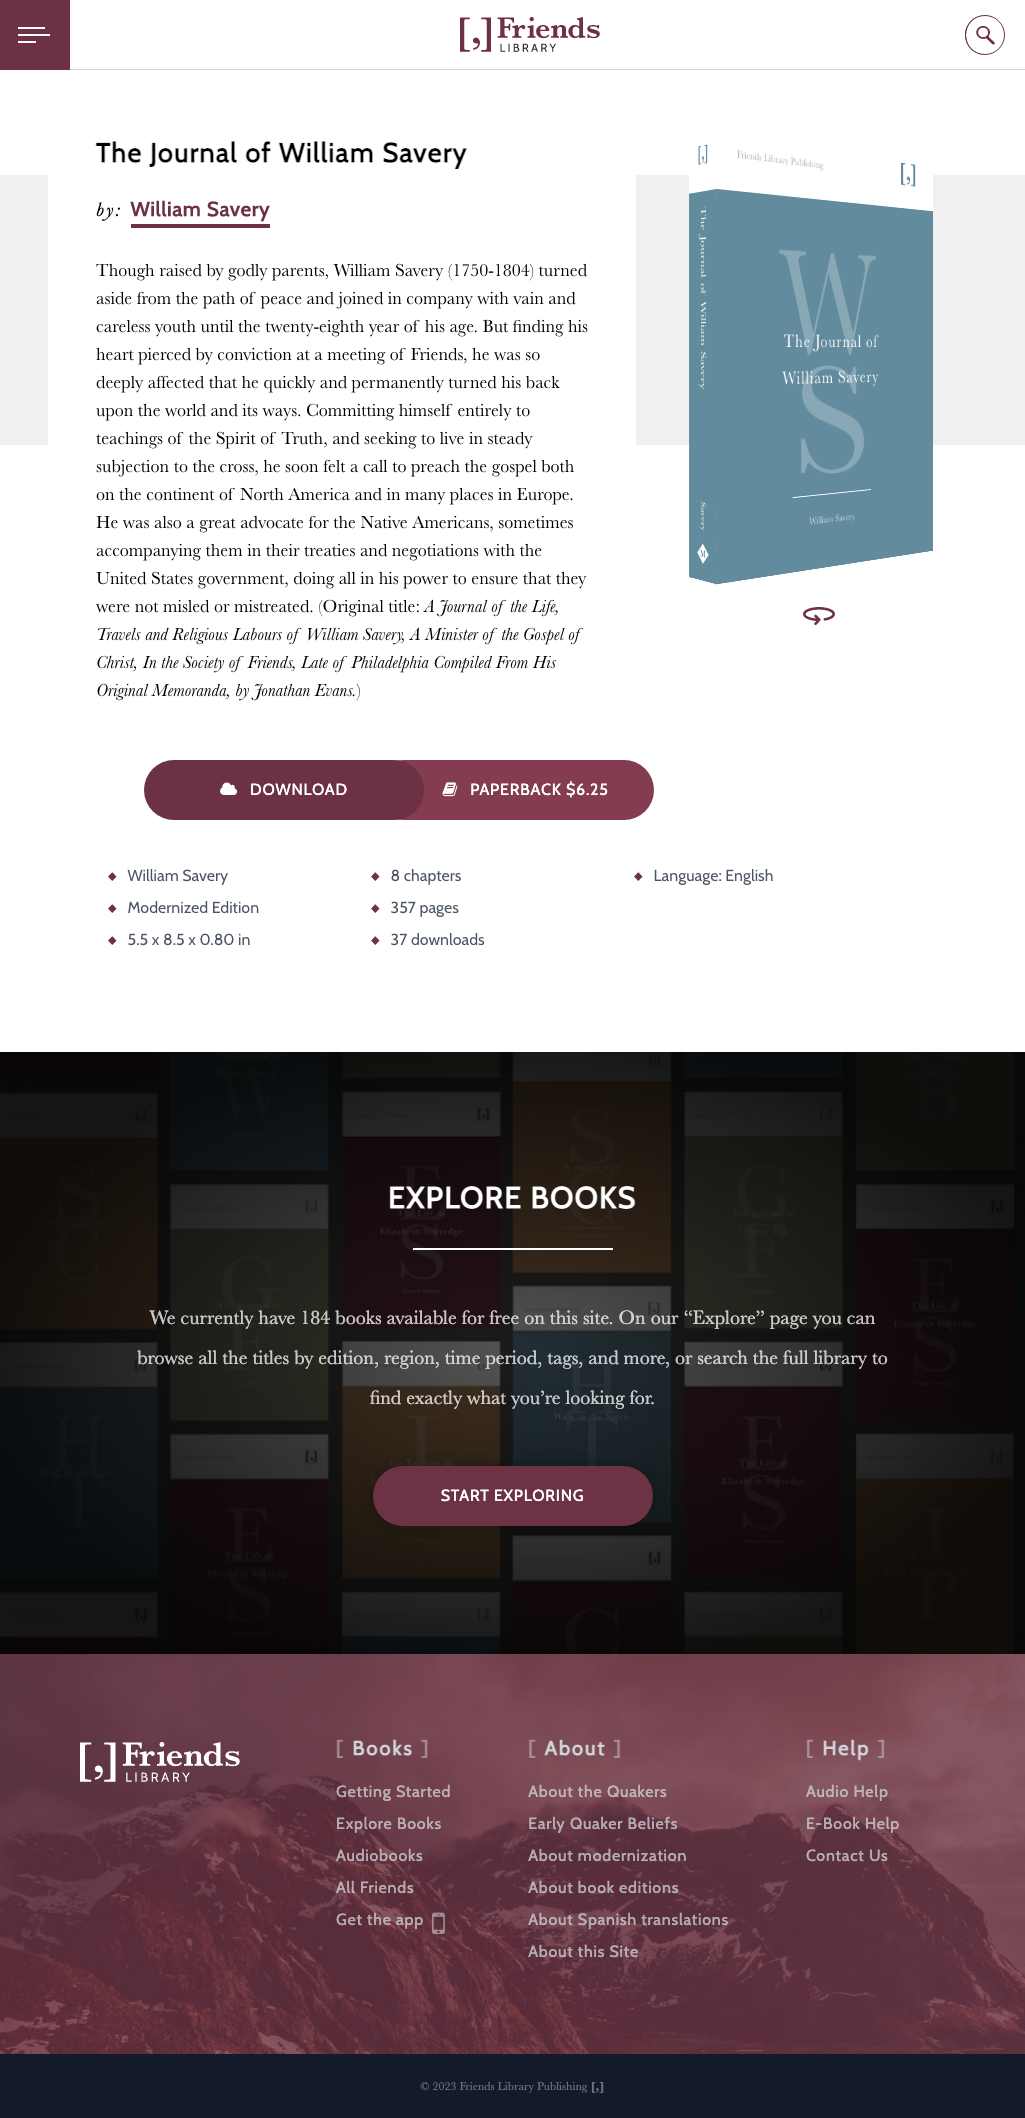 [,] Friends
LIBRARY
The Journal of William Savery
by: William Savery
Though raised by godly parents, William Savery (1750-1804) turned
aside from the path of peace and joined in company with vain and
careless youth until the twenty-eighth year of his age. But finding his
heart pierced by conviction at a meeting of Friends, he was so
deeply affected that he quickly and permanently turned his back
upon the world and its ways. Committing himself entirely to
teachings of the Spirit of Truth, and seeking to live in steady
subjection to the cross, he soon felt a call to preach the gospel both
on the continent of North America and in many places in Europe.
He was also a great advocate for the Native Americans, sometimes
accompanying them in their treaties and negotiations with the
United States government, doing all in his power to ensure that they
were not misled or mistreated. (Original title: A Journal of the Life,
Travels and Religious Labours of William Savery, A Minister of the Gospel of
Christ, In the Society of Friends, Late of Philadelphia Compiled From His
Original Memoranda, by Jonathan Evans.)
[,]
Friends Library Publishing
[,]
The Journal of William Savery
Savery
M
W
S
The Journal of
William Savery
William Savery
DOWNLOAD
PAPERBACK $6.25
William Savery
Modernized Edition
5.5 x 8.5 x 0.80 in
8 chapters
357 pages
37 downloads
Language: English
EXPLORE BOOKS
We currently have 184 books available for free on this site. On our “Explore” page you can
browse all the titles by edition, region, time period, tags, and more, or search the full library to
find exactly what you’re looking for.
START EXPLORING
[,] Friends
LIBRARY
[ Books ]
Getting Started
Explore Books
Audiobooks
All Friends
Get the app
[ About ]
About the Quakers
Early Quaker Beliefs
About modernization
About book editions
About Spanish translations
About this Site
[ Help ]
Audio Help
E-Book Help
Contact Us
© 2023 Friends Library Publishing [,]